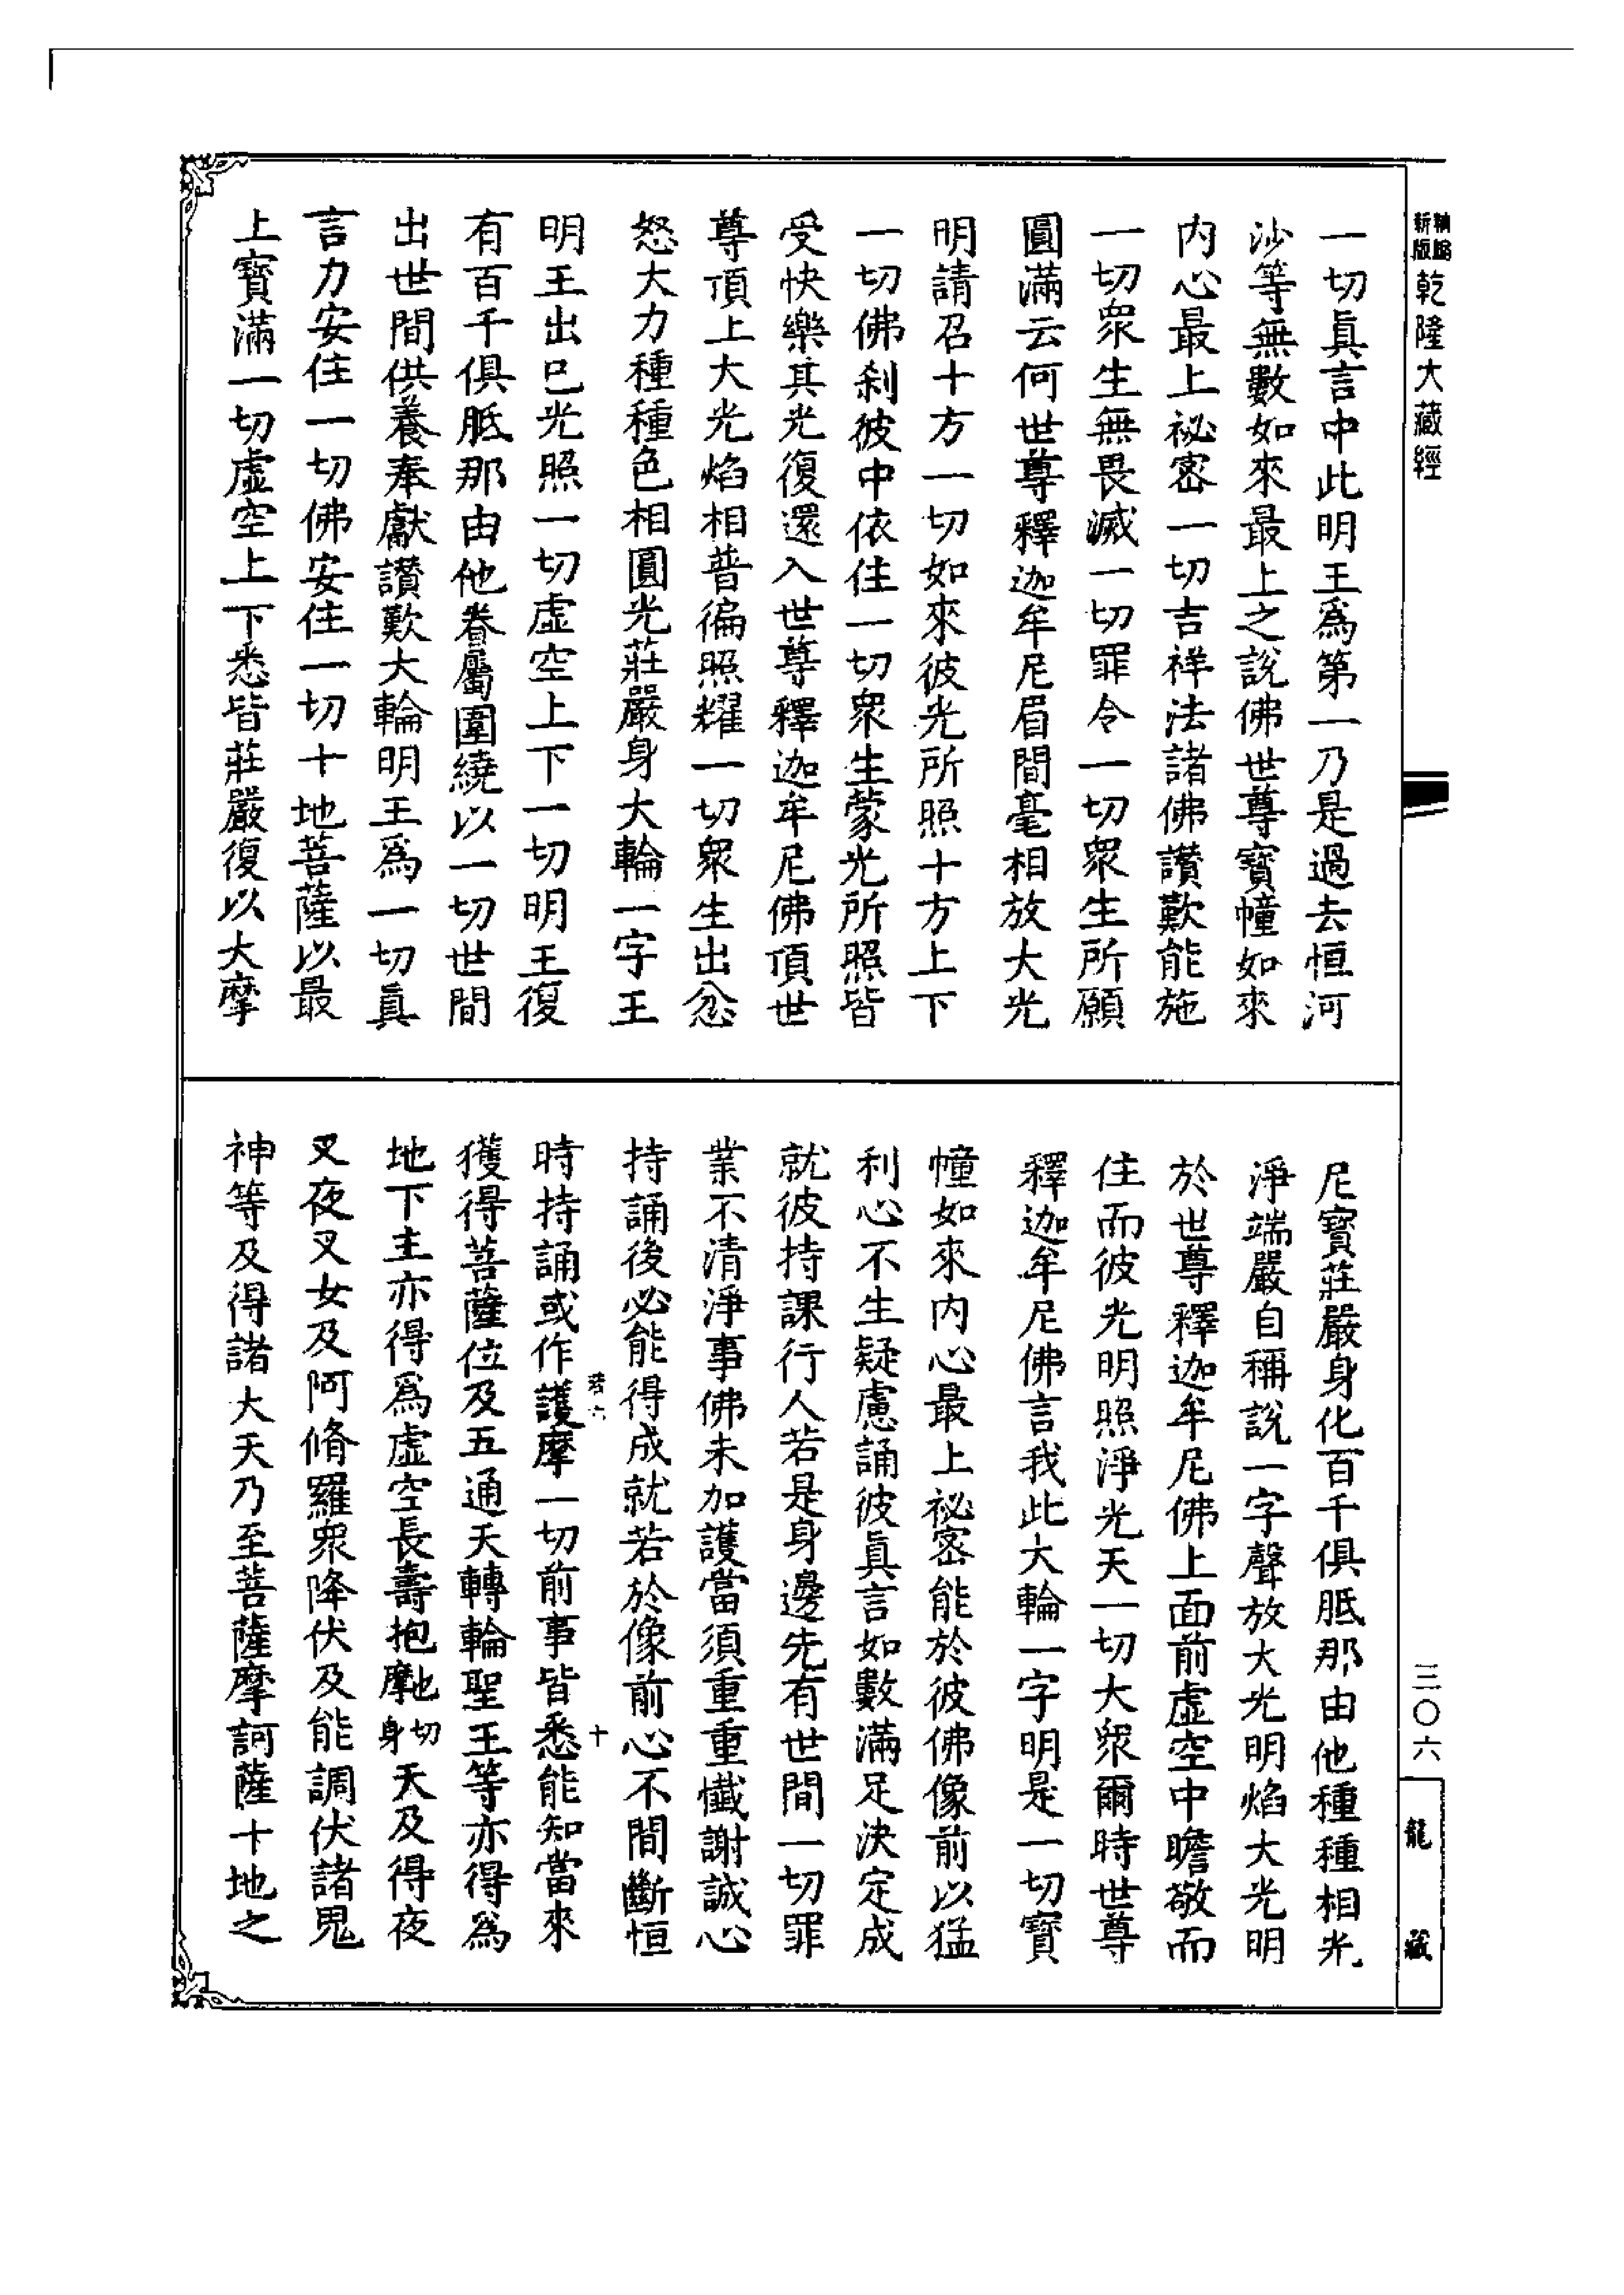 新版
乾隆大藏經
一切眞言中此明王爲第一乃是過去恒河
沙等無數如來最上之說佛世尊寶幢如來
内心最上祕密一切吉祥法諸佛讚歎能施
一切衆生無畏滅一切罪令一切衆生所願
圓滿云何世尊釋迦牟尼眉間毫相放大光
明請召十方一切如來彼光所照十方上下
一切佛刹彼中依住一切衆生蒙光所照皆
受快樂其光復還入世尊釋迦牟尼佛頂世
尊頂上大光焰相普徧照耀一切衆生出忿
怒大力種種色相圓光莊嚴身大輪一字王
明王出已光照一切虛空上下一切明王復
有百千俱胝那由他眷屬圍繞以一切世間
出世間供養奉獻讚歎大輪明王爲一切眞
言力安住一切佛安住一切十地菩薩以最
上寶滿一切虛空上下悉皆莊嚴復以大摩
尼寶莊嚴身化百千俱胝那由他種種相光
淨端嚴自稱說一字聲放大光明焰大光明
於世尊釋迦牟尼佛上面前虛空中瞻敬而
住而彼光明照淨光天一切大衆爾時世尊
釋迦牟尼佛言我此大輪一字明是一切寶
幢如來内心最上祕密能於彼佛像前以猛
利心不生疑慮誦彼眞言如數滿足決定成
就彼持課行人若是身邊先有世間一切罪
業不清淨事佛未加護當須重重懺謝誠心
持誦後必能得成就若於像前心不間斷恒
時持誦或作護摩一切前事皆悉能知當來
獲得菩薩位及五通天轉輪聖王等亦得爲
地下主亦得爲虛空長壽抱地摩切身天及得夜
叉夜叉女及阿脩羅衆降伏及能調伏諸鬼
神等及得諸大天乃至菩薩摩訶薩十地之
三〇六
龍藏